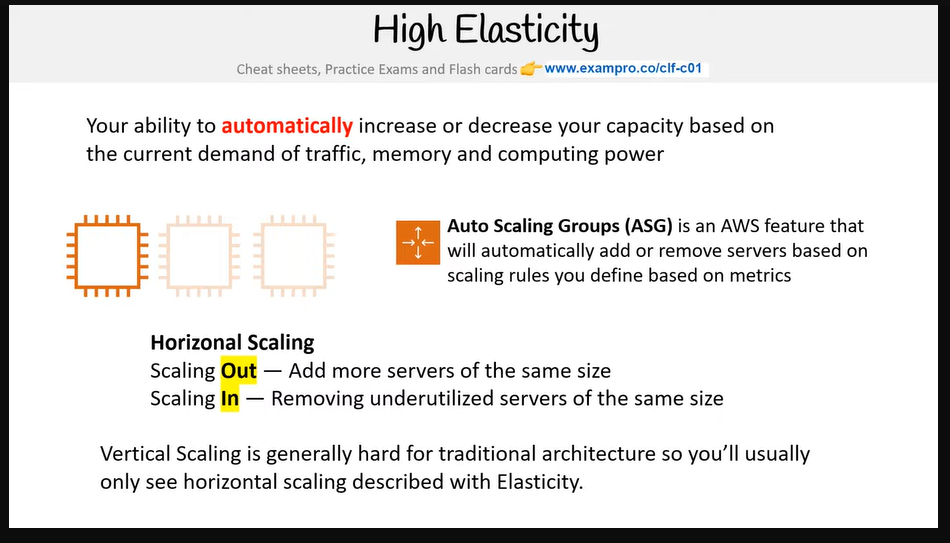 High Elasticity
Cheat sheets, Practice Exams and Flash cards 👉 www.exampro.co/clf-c01
Your ability to automatically increase or decrease your capacity based on
the current demand of traffic, memory and computing power
Auto Scaling Groups (ASG) is an AWS feature that
will automatically add or remove servers based on
scaling rules you define based on metrics
Horizonal Scaling
Scaling Out — Add more servers of the same size
Scaling In — Removing underutilized servers of the same size
Vertical Scaling is generally hard for traditional architecture so you’ll usually
only see horizontal scaling described with Elasticity.